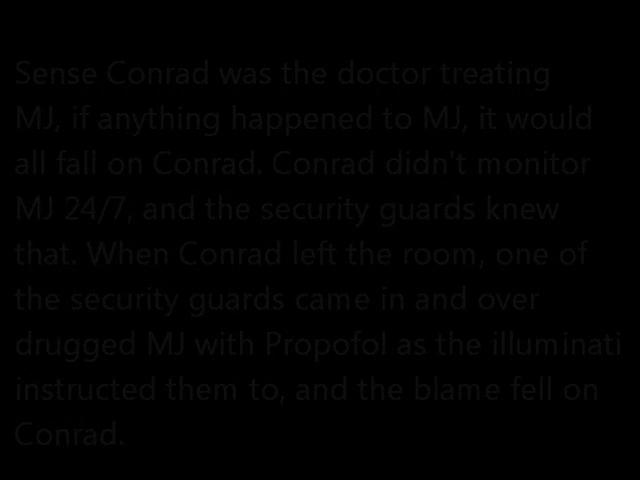 Sense Conrad was the doctor treating
MJ, if anything happened to MJ, it would
all fall on Conrad. Conrad didn't monitor
MJ 24/7, and the security guards knew
that. When Conrad left the room, one of
the security guards came in and over
drugged MJ with Propofol as the illuminati
instructed them to, and the blame fell on
Conrad.